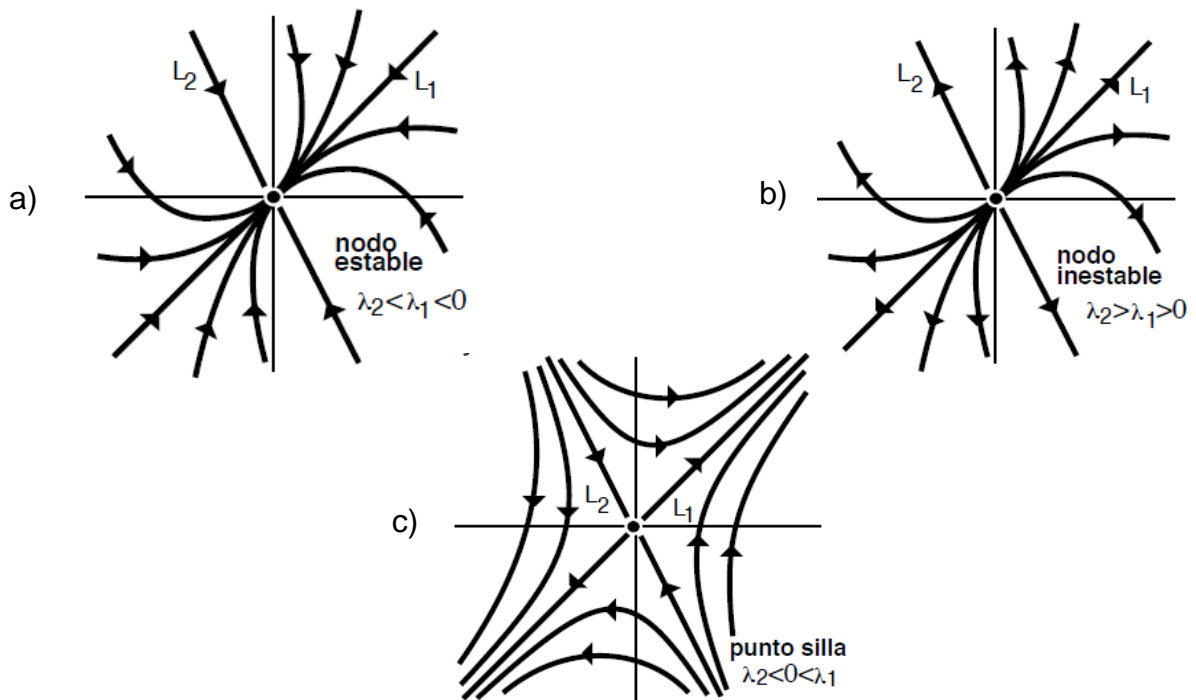 a)
L2
L1
nodo
estable
λ2<λ1<0
b)
L2
L1
nodo
inestable
λ2>λ1>0
c)
L2
L1
punto silla
λ2<0<λ1